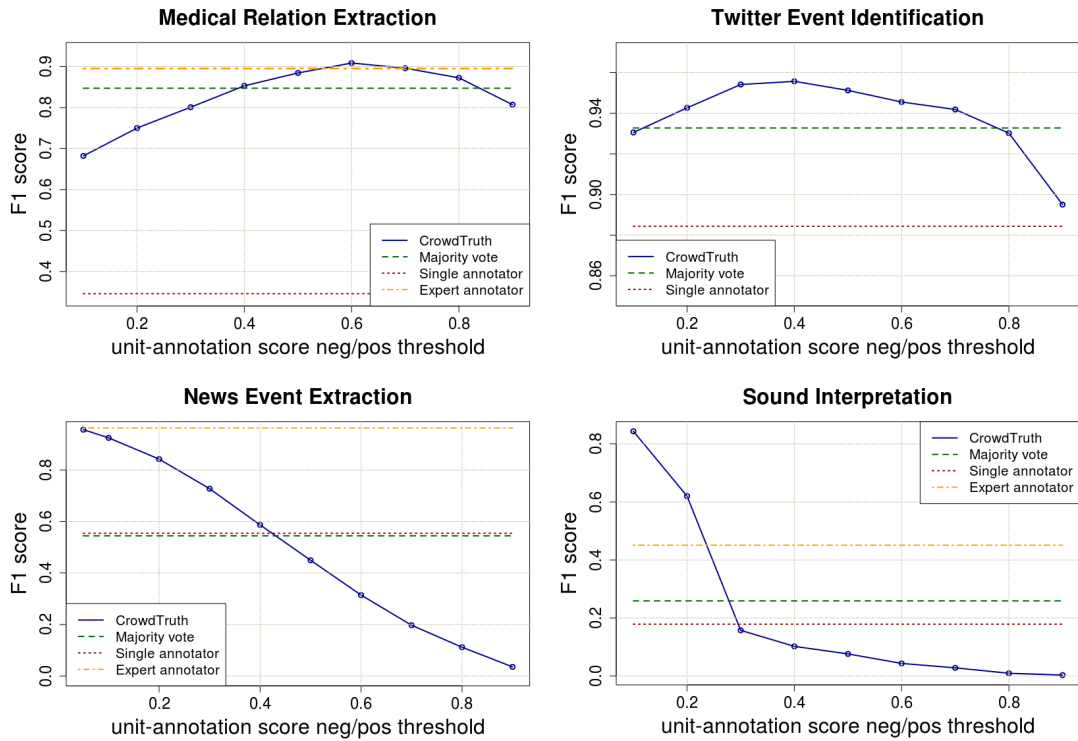 Medical Relation Extraction
F1 score
0.9
0.8
0.7
0.6
0.5
0.4
CrowdTruth
Majority vote
Single annotator
Expert annotator
0.2 0.4 0.6 0.8
unit-annotation score neg/pos threshold
Twitter Event Identification
F1 score
0.94
0.90
0.86
CrowdTruth
Majority vote
Single annotator
0.2 0.4 0.6 0.8
unit-annotation score neg/pos threshold
News Event Extraction
F1 score
0.8
0.6
0.4
0.2
0.0
CrowdTruth
Majority vote
Single annotator
Expert annotator
0.2 0.4 0.6 0.8
unit-annotation score neg/pos threshold
Sound Interpretation
F1 score
0.8
0.6
0.4
0.2
0.0
CrowdTruth
Majority vote
Single annotator
Expert annotator
0.2 0.4 0.6 0.8
unit-annotation score neg/pos threshold